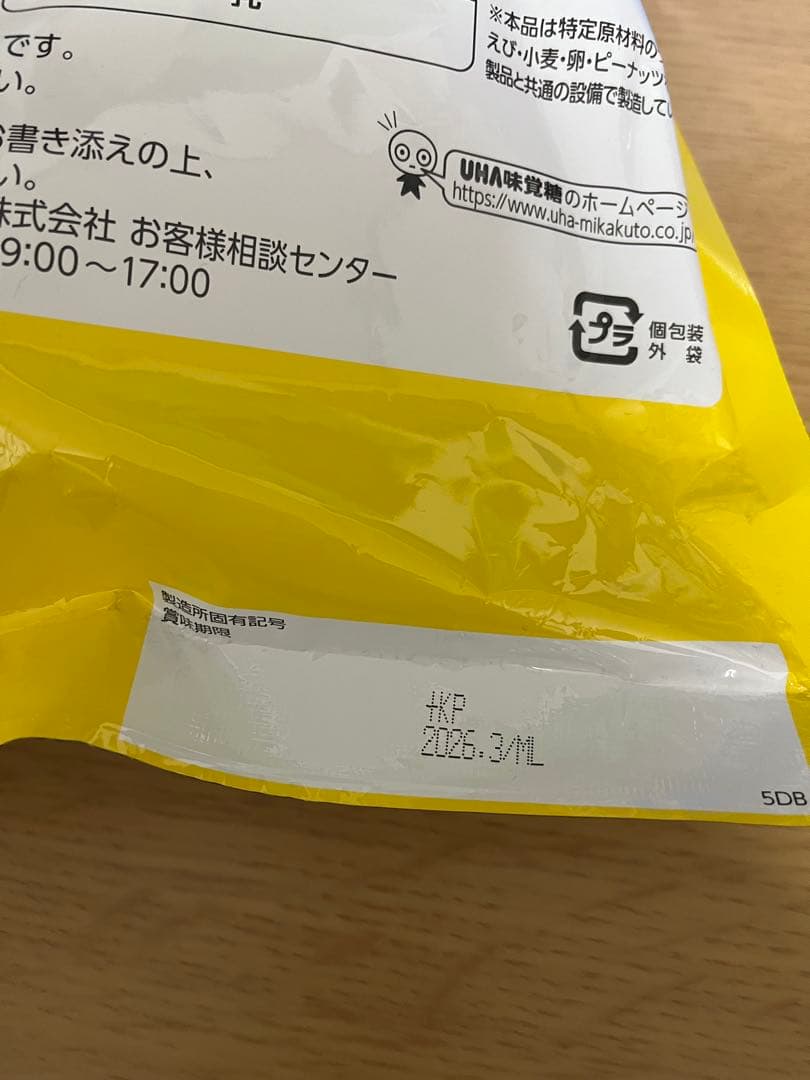 乳
※本品は特定原材料の
です。
えび・小麦・卵・ピーナッツ
い。
製品と共通の設備で製造してい
お書き添えの上、
い。
UHA味覚糖のホームページ
https://www.uha-mikakuto.co.jp/
株式会社 お客様相談センター
9:00～17:00
プラ
個包装
外 袋
製造所固有記号
賞味期限
+KP
2026.3/ML
5DB